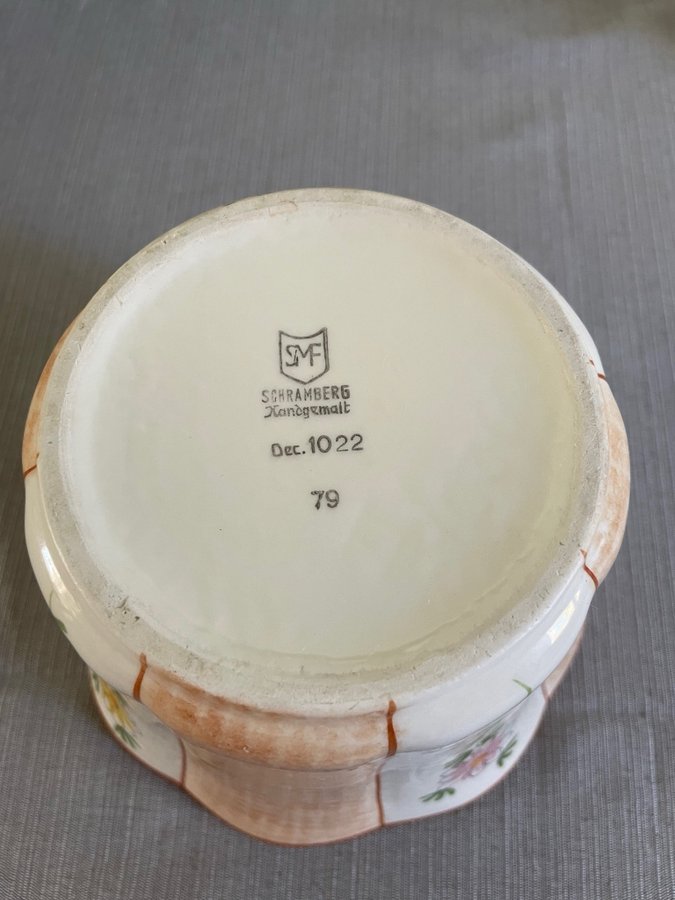 SMF
SCHRAMBERG
Handgemalt
Dec. 1022
79